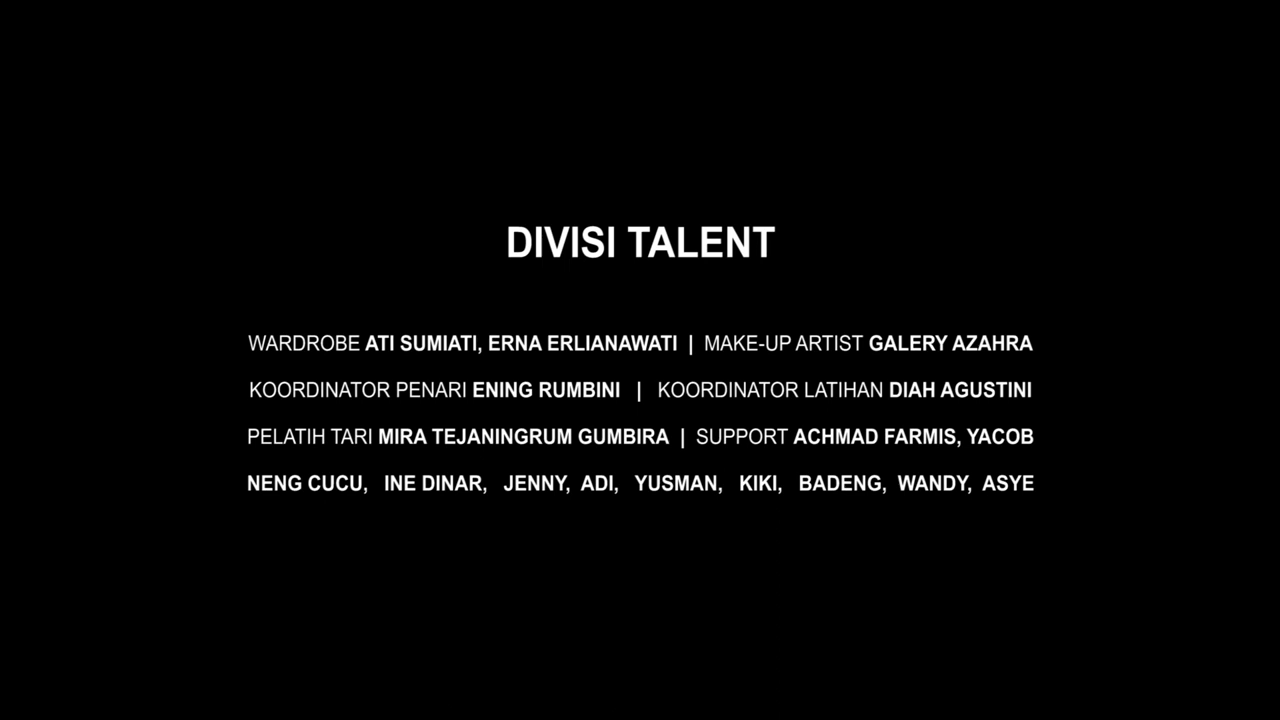 DIVISI TALENT
WARDROBE ATI SUMIATI, ERNA ERLIANAWATI | MAKE-UP ARTIST GALERY AZAHRA
KOORDINATOR PENARI ENING RUMBINI | KOORDINATOR LATIHAN DIAH AGUSTINI
PELATIH TARI MIRA TEJANINGRUM GUMBIRA | SUPPORT ACHMAD FARMIS, YACOB
NENG CUCU, INE DINAR, JENNY, ADI, YUSMAN, KIKI, BADENG, WANDY, ASYE